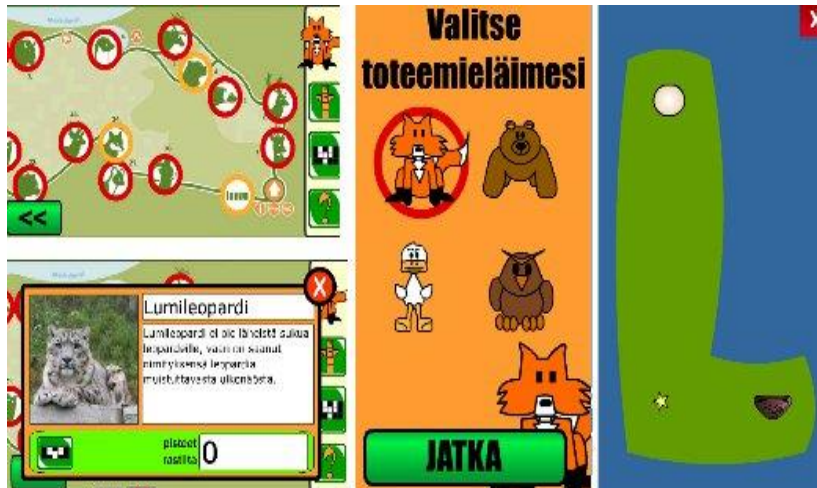 <<
Lumileopardi
Lumileopardi ei ole läheistä sukua
leopardeille, vaan on saanut
nimityksensä leopardia
muistuttavasta ulkonäöstä.
pisteet
rastilta 0
X
Valitse
toteemieläimesi
JATKA
X